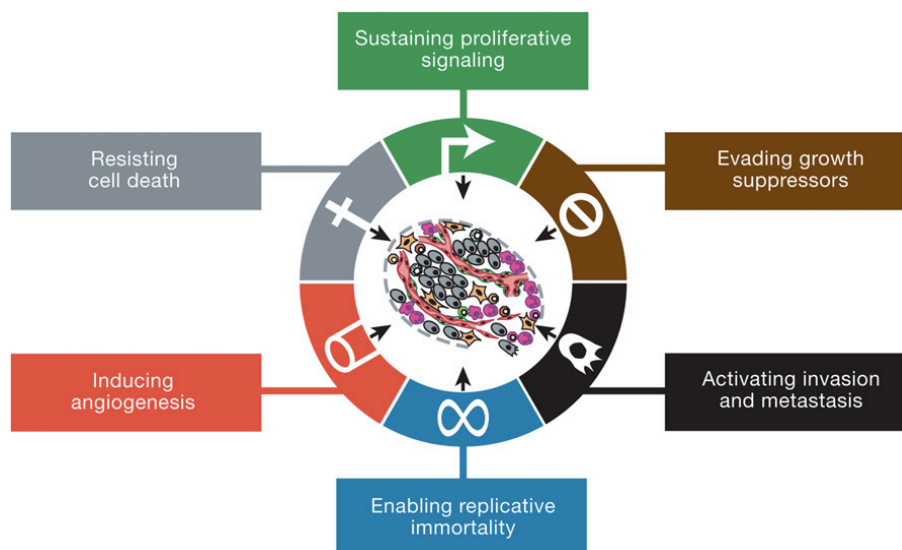 Sustaining proliferative
signaling
Resisting
cell death
Evading growth
suppressors
Inducing
angiogenesis
Activating invasion
and metastasis
Enabling replicative
immortality